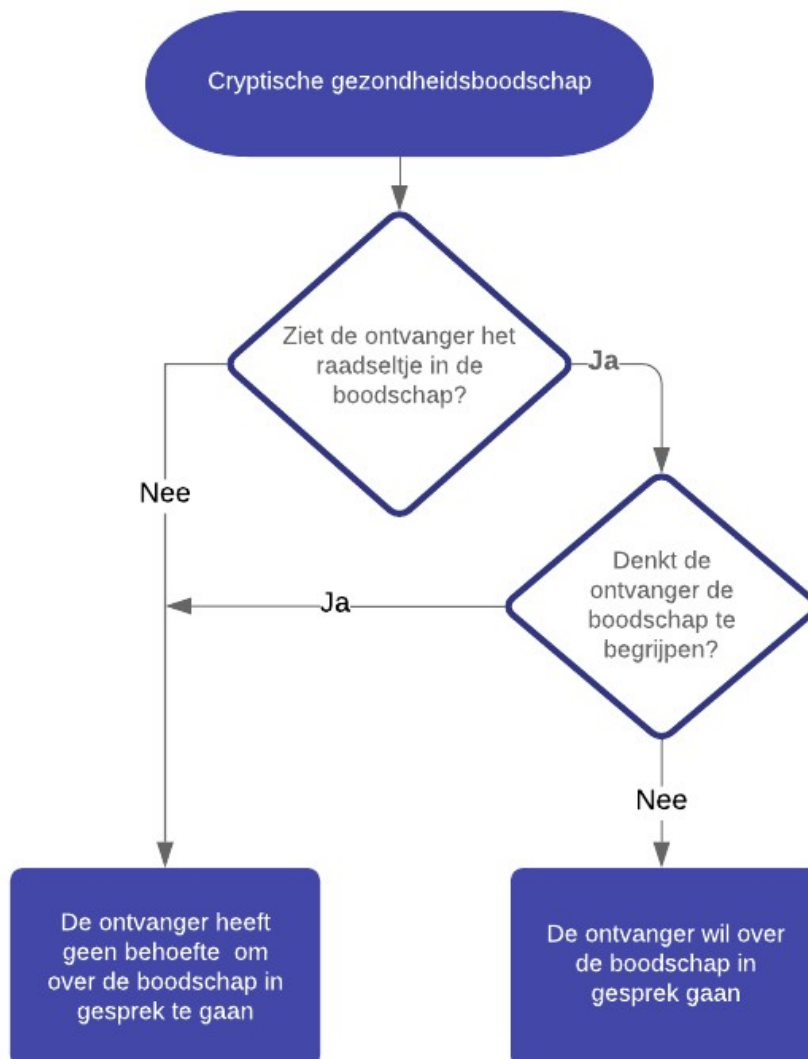 Cryptische gezondheidsboodschap
Ziet de ontvanger het
raadseltje in de
boodschap?
Ja
Nee
Denkt de
ontvanger de
boodschap te
begrijpen?
Ja
Nee
De ontvanger heeft
geen behoefte om
over de boodschap in
gesprek te gaan
De ontvanger wil over
de boodschap in
gesprek gaan